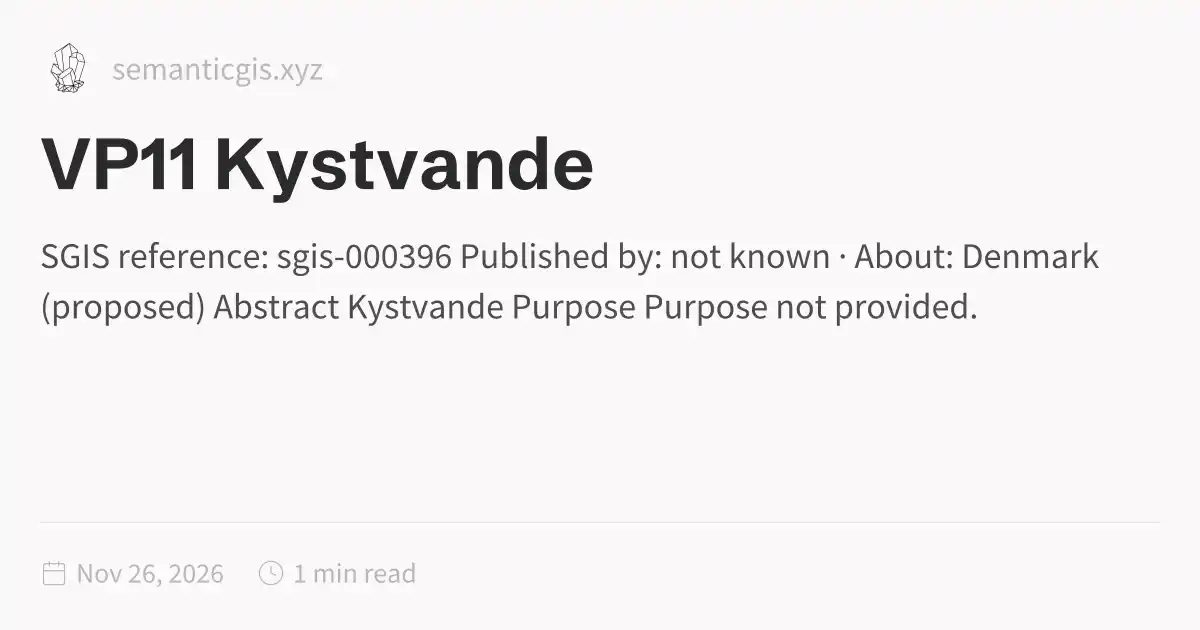 semanticgis.xyz
VP11 Kystvande
SGIS reference: sgis-000396 Published by: not known · About: Denmark
(proposed) Abstract Kystvande Purpose Purpose not provided.
Nov 26, 2026 1 min read